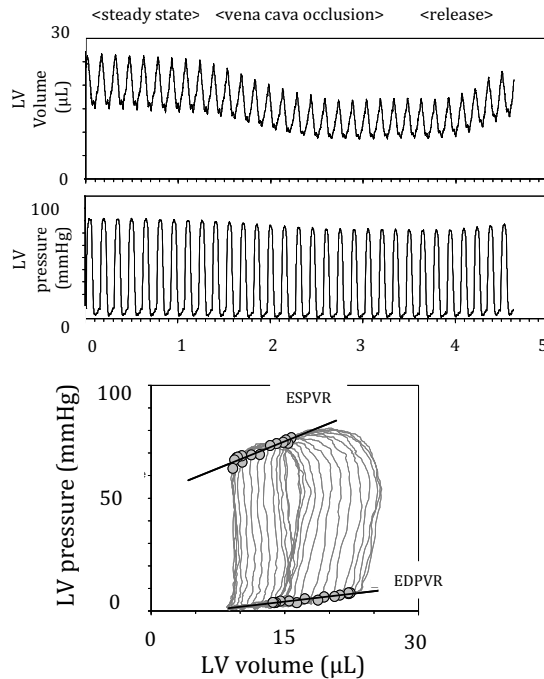 <steady state> <vena cava occlusion> <release>
30
LV
Volume
(μL)
0
100
LV
pressure
(mmHg)
0
0 1 2 3 4 5
100
ESPVR
LV pressure (mmHg)
50
EDPVR
0
0 15 30
LV volume (μL)